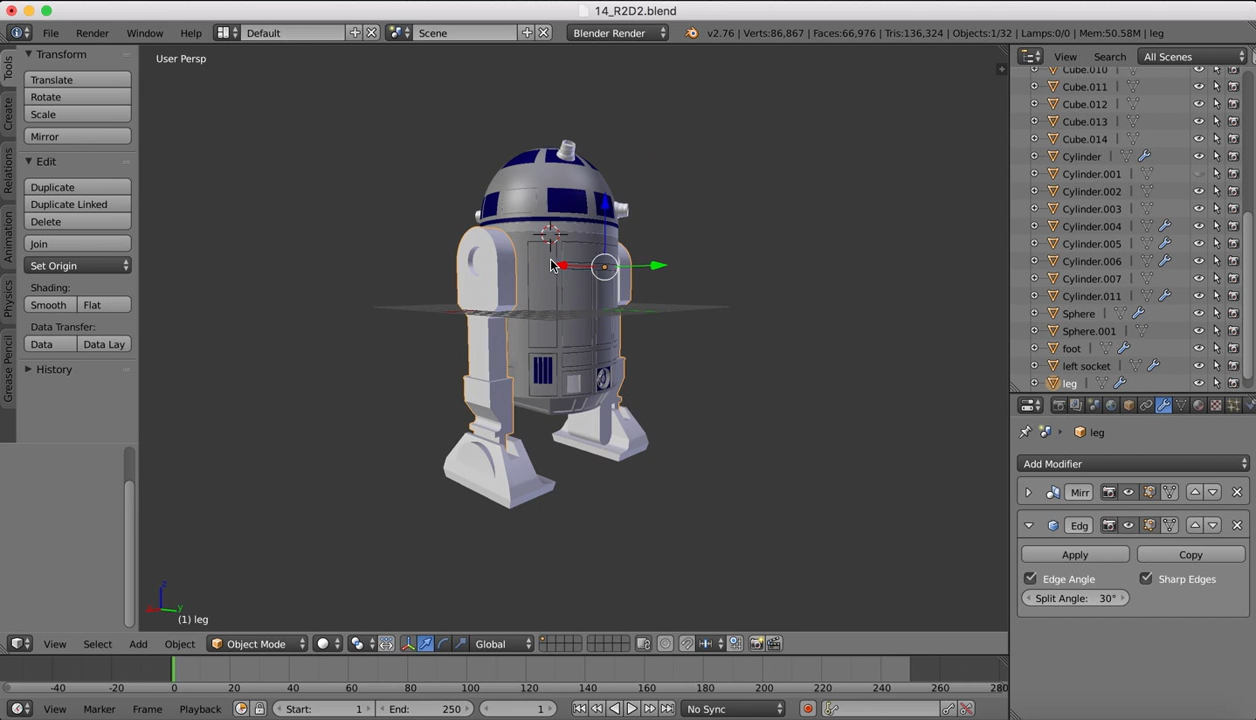 14_R2D2.blend
File Render Window Help Default Scene Blender Render v2.76 | Verts:86,867 | Faces:66,976 | Tris:136,324 | Objects:1/32 | Lamps:0/0 | Mem:50.58M | leg
Tools
Create
Relations
Animation
Physics
Grease Pencil
Transform
Translate
Rotate
Scale
Mirror
Edit
Duplicate
Duplicate Linked
Delete
Join
Set Origin
Shading:
Smooth Flat
Data Transfer:
Data Data Lay
History
User Persp
z
y
(1) leg
View Search All Scenes
Cube.010
Cube.011
Cube.012
Cube.013
Cube.014
Cylinder
Cylinder.001
Cylinder.002
Cylinder.003
Cylinder.004
Cylinder.005
Cylinder.006
Cylinder.007
Cylinder.011
Sphere
Sphere.001
foot
left socket
leg
leg
Add Modifier
Mirr
Edg
Apply Copy
Edge Angle Sharp Edges
Split Angle: 30°
View Select Add Object Object Mode Global
-40 -20 0 20 40 60 80 100 120 140 160 180 200 220 240 260 280
View Marker Frame Playback Start: 1 End: 250 1 No Sync